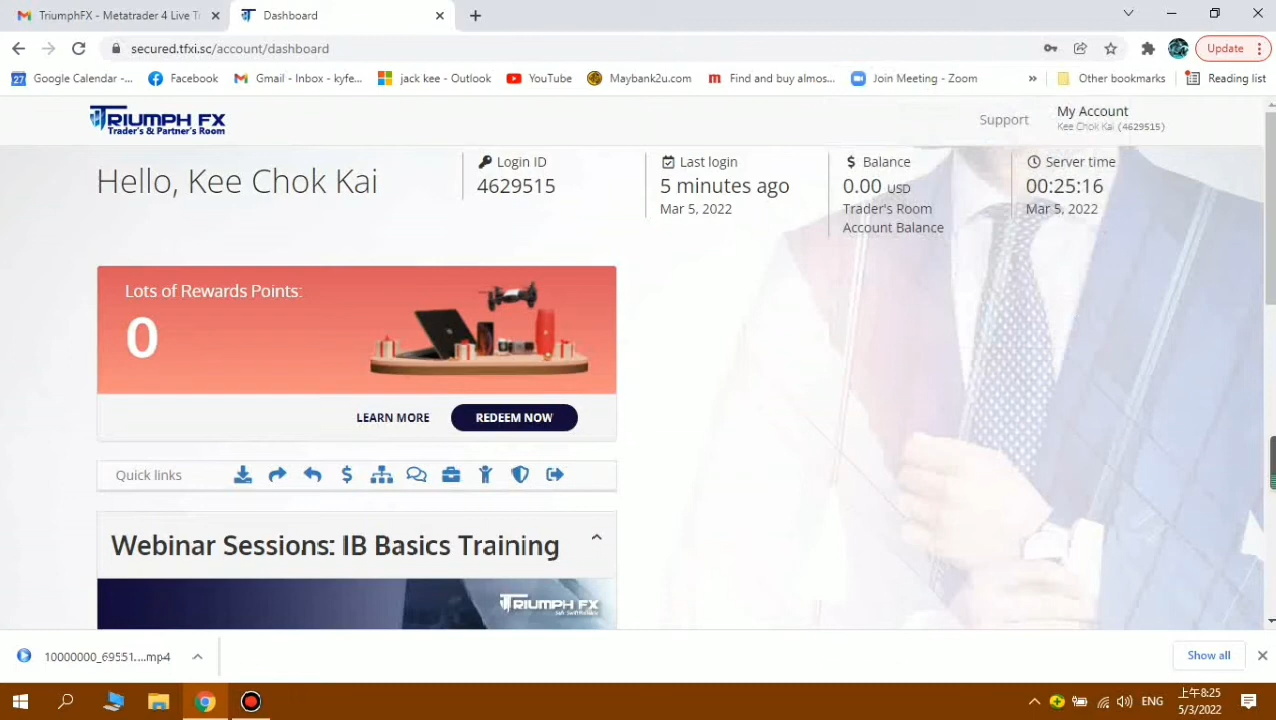 TriumphFX - Metatrader 4 Live Tr
Dashboard
secured.tfxi.sc/account/dashboard
Update
27
Google Calendar -...
Facebook
Gmail - Inbox - kyfe...
jack kee - Outlook
YouTube
Maybank2u.com
Find and buy almos...
Join Meeting - Zoom
»
Other bookmarks
Reading list
TRIUMPH FX
Trader's & Partner's Room
Support
My Account
Kee Chok Kai (4629515)
Hello, Kee Chok Kai
Login ID
4629515
Last login
5 minutes ago
Mar 5, 2022
$ Balance
0.00 USD
Trader's Room
Account Balance
Server time
00:25:16
Mar 5, 2022
Lots of Rewards Points:
0
LEARN MORE
REDEEM NOW
Quick links
Webinar Sessions: IB Basics Training
TRIUMPH FX
10000000_69551....mp4
Show all
ENG
上午8:25
5/3/2022